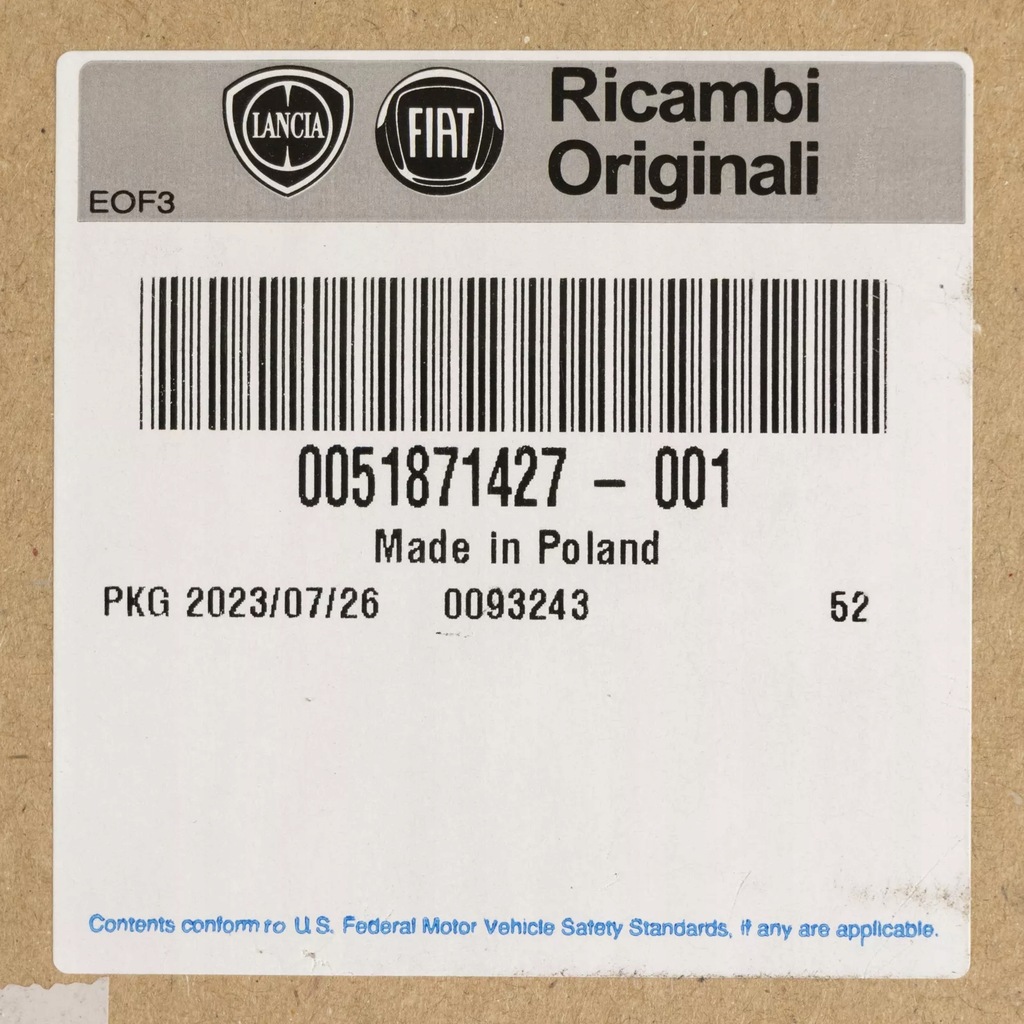 LANCIA FIAT Ricambi
Originali
EOF3
0051871427 - 001
Made in Poland
PKG 2023/07/26 0093243 52
Contents conform to U.S. Federal Motor Vehicle Safety Standards, if any are applicable.